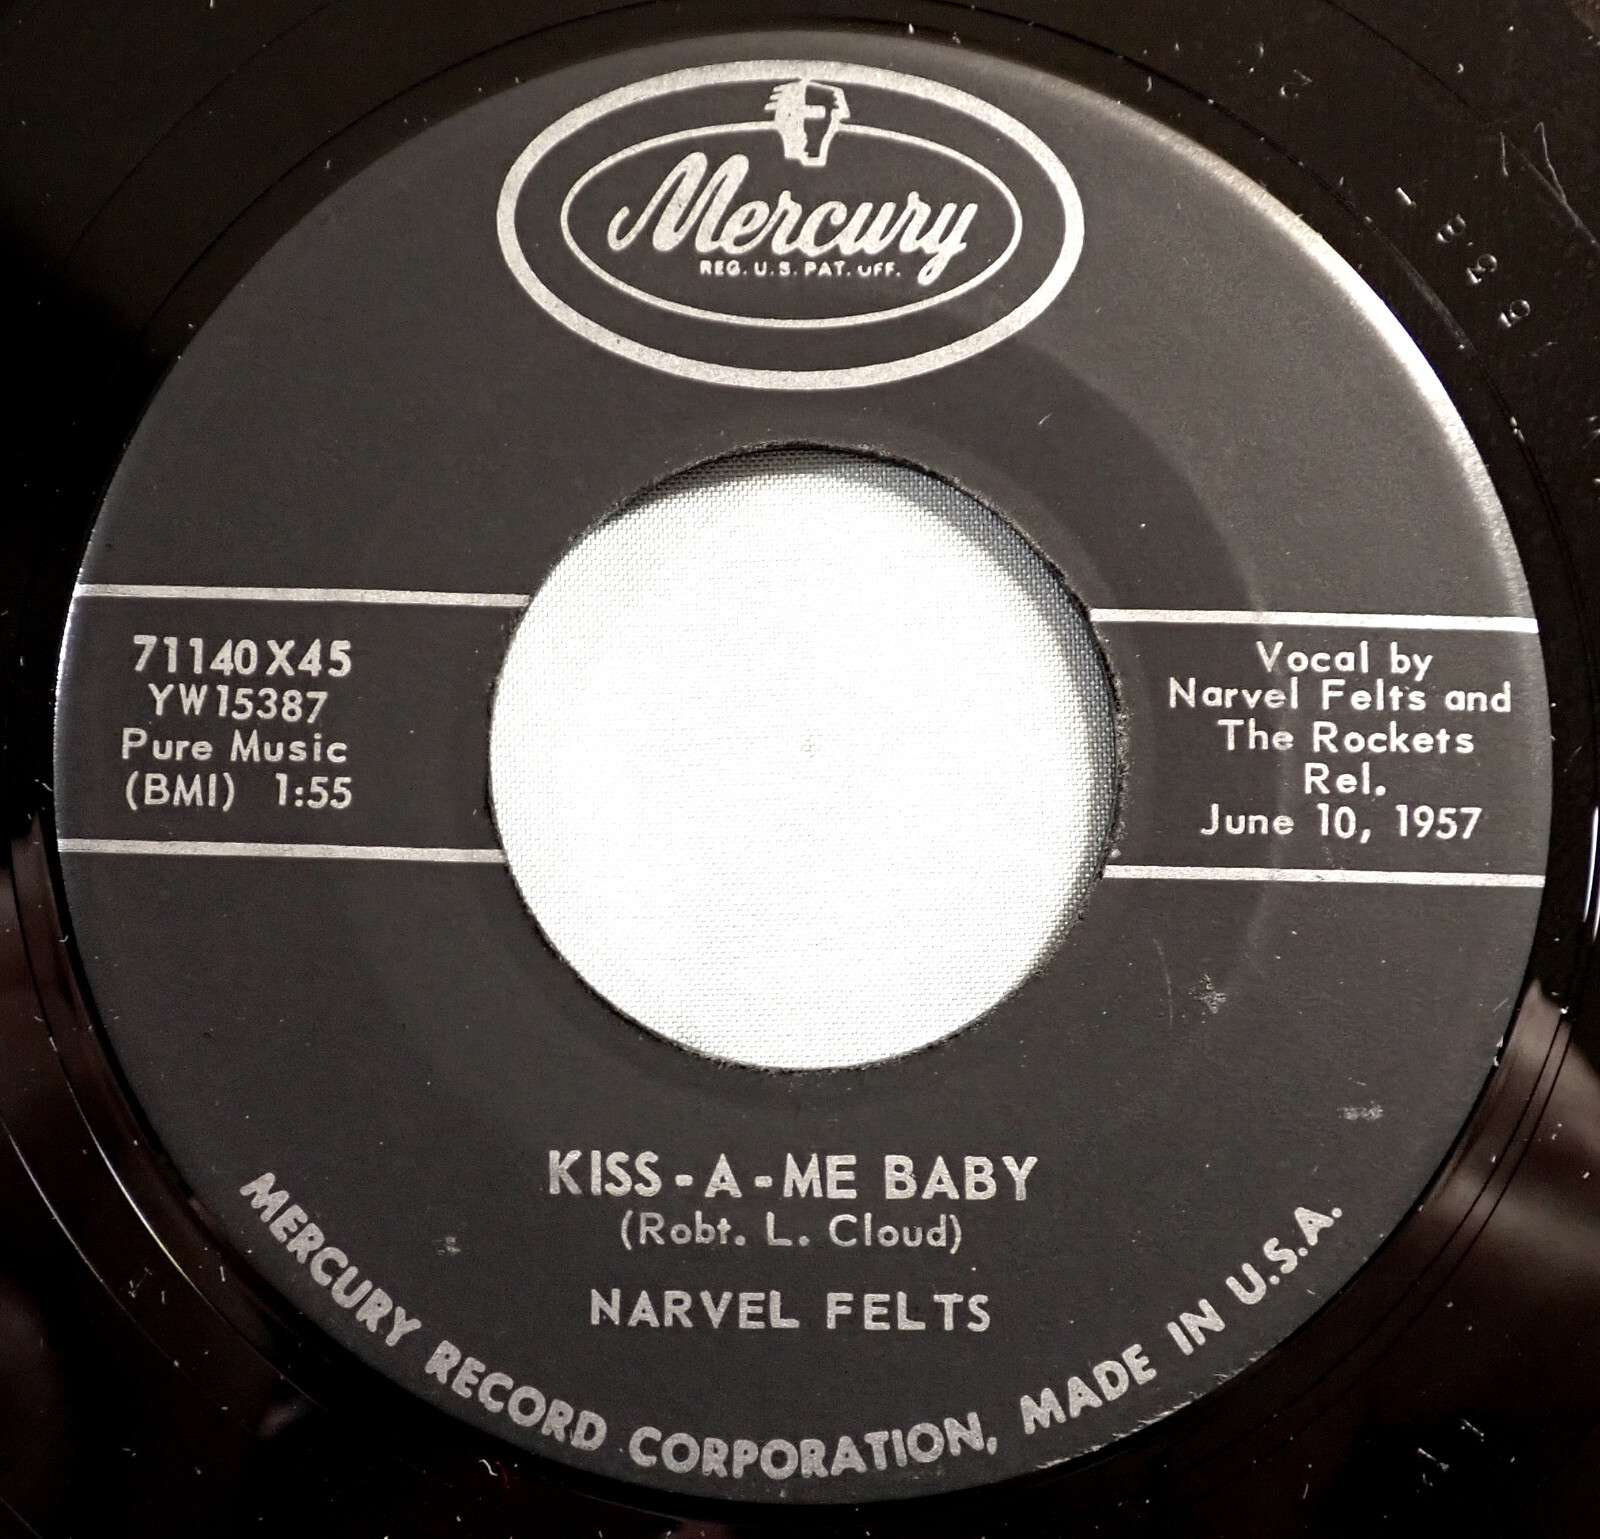 Mercury
REG. U.S. PAT. OFF.
71140X45
YW15387
Pure Music
(BMI) 1:55
Vocal by
Narvel Felts and
The Rockets
Rel.
June 10, 1957
KISS-A-ME BABY
(Robt. L. Cloud)
NARVEL FELTS
MERCURY RECORD CORPORATION, MADE IN U.S.A.